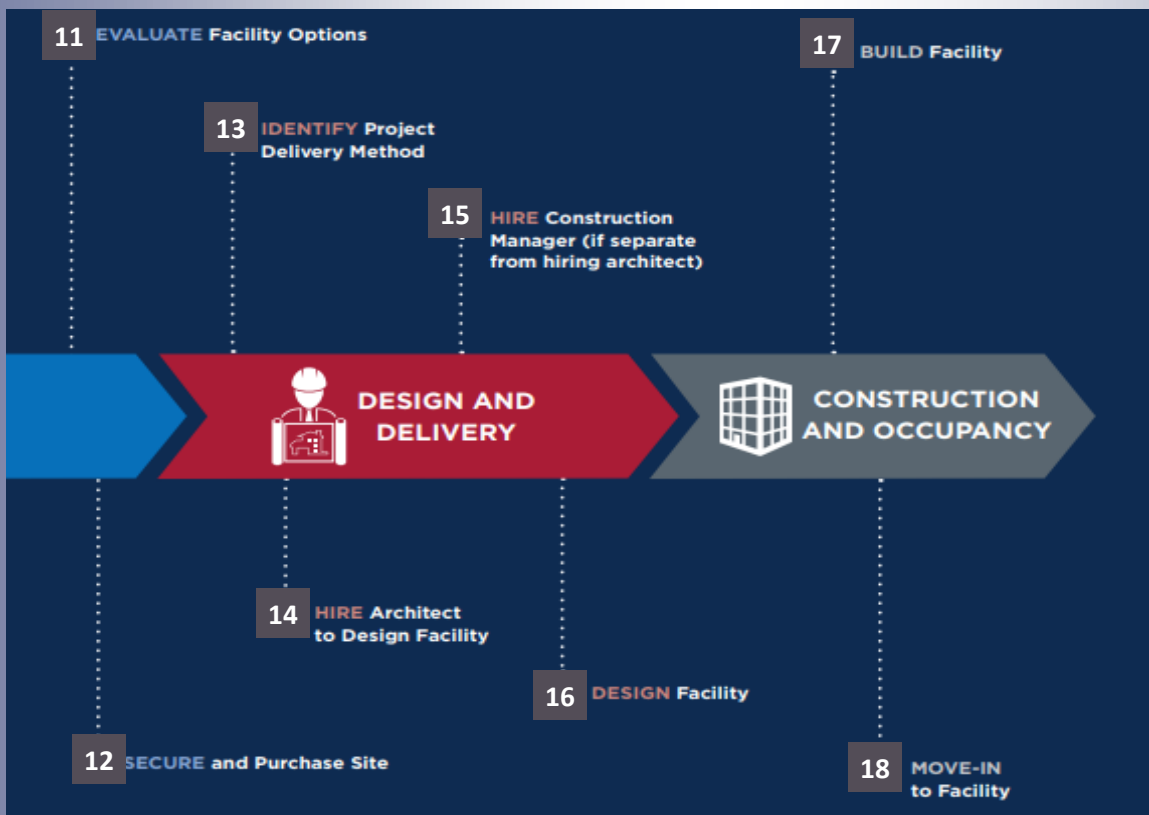 11 EVALUATE Facility Options
17 BUILD Facility
13 IDENTIFY Project
Delivery Method
15 HIRE Construction
Manager (if separate
from hiring architect)
DESIGN AND
DELIVERY
CONSTRUCTION
AND OCCUPANCY
14 HIRE Architect
to Design Facility
16 DESIGN Facility
12 SECURE and Purchase Site
18 MOVE-IN
to Facility